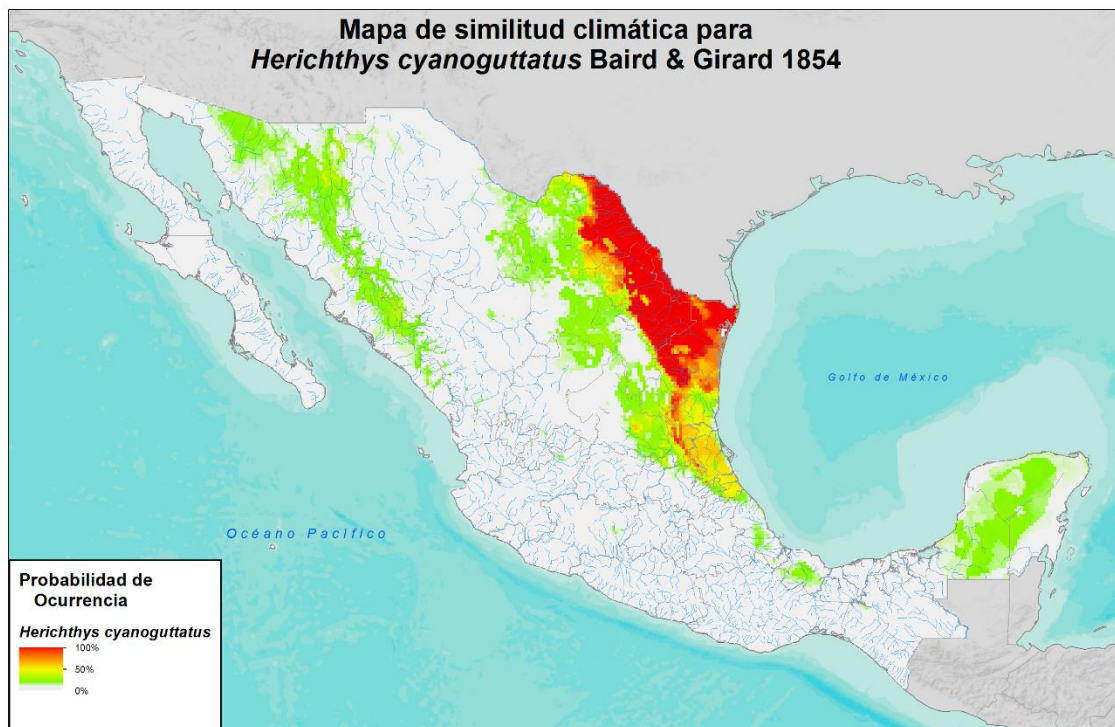 Mapa de similitud climática para
Herichthys cyanoguttatus Baird & Girard 1854
Golfo de México
Océano Pacífico
Probabilidad de
Ocurrencia
Herichthys cyanoguttatus
100%
50%
0%